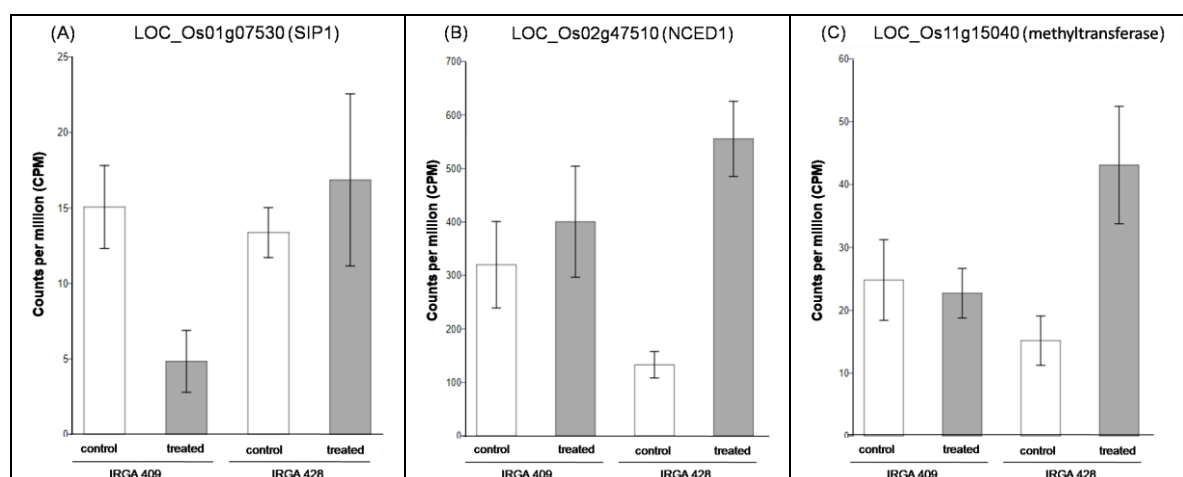 (A) LOC_Os01g07530 (SIP1)
Counts per million (CPM)
25
20
15
10
5
0
control treated control treated
IRGA 409 IRGA 428
(B) LOC_Os02g47510 (NCED1)
Counts per million (CPM)
700
600
500
400
300
200
100
0
control treated control treated
IRGA 409 IRGA 428
(C) LOC_Os11g15040 (methyltransferase)
Counts per million (CPM)
60
50
40
30
20
10
0
control treated control treated
IRGA 409 IRGA 428